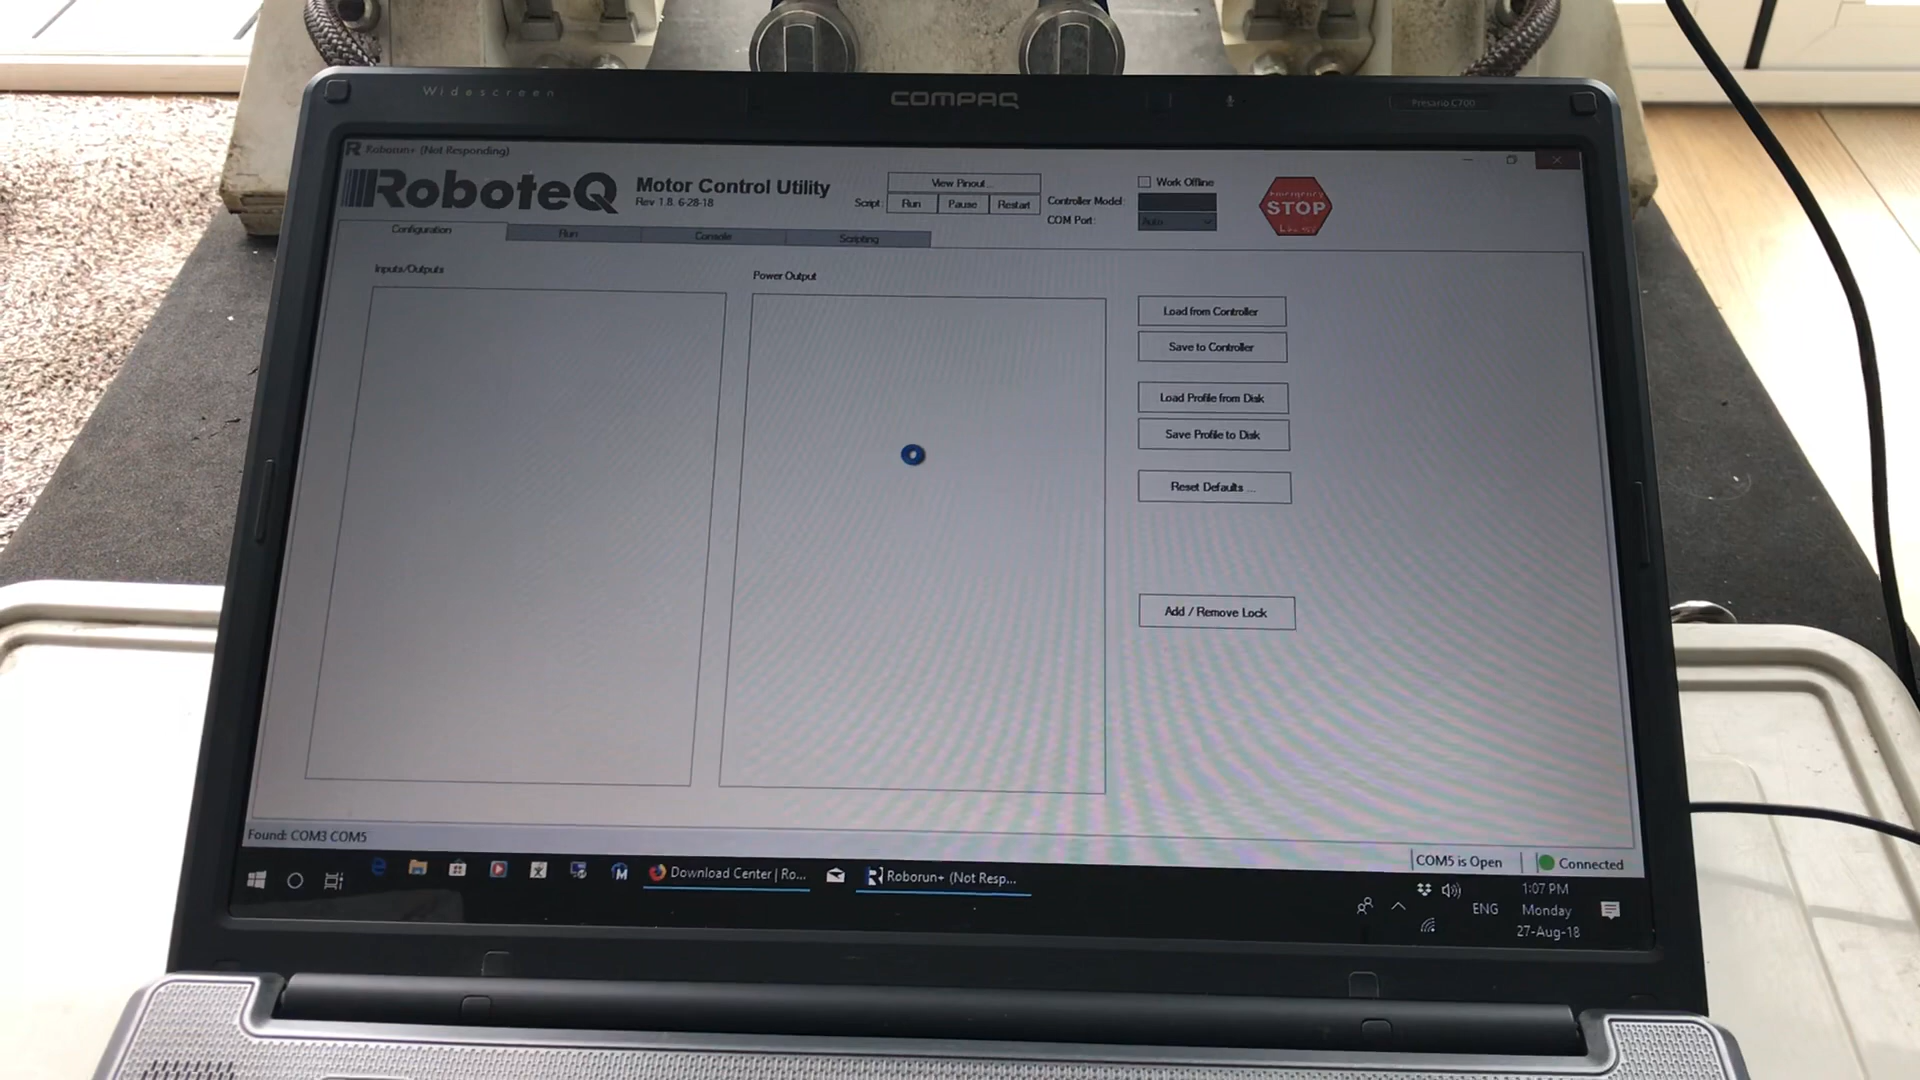 Widescreen
COMPAQ
Presario C700
Roborun+ (Not Responding)
RoboteQ
Motor Control Utility
Rev 1.8. 6-28-18
View Pinout ...
Script:
Run
Pause
Restart
Work Offline
Controller Model:
COM Port:
Auto
Emergency
STOP
Configuration
Run
Console
Scripting
Inputs/Outputs
Power Output
Load from Controller
Save to Controller
Load Profile from Disk
Save Profile to Disk
Reset Defaults ...
Add / Remove Lock
Found: COM3 COM5
COM5 is Open
Connected
Download Center | Ro...
Roborun+ (Not Resp...
ENG
1:07 PM
Monday
27-Aug-18